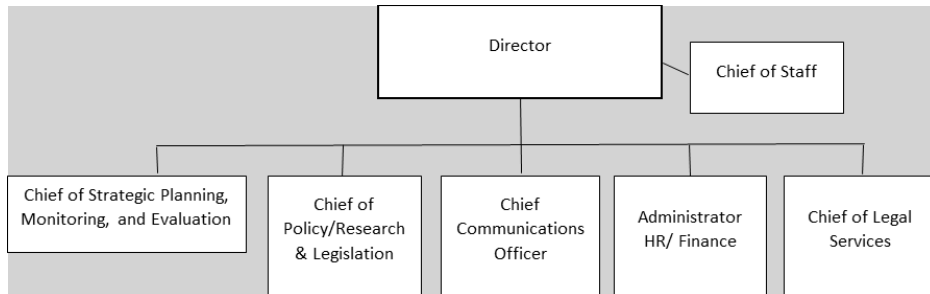 Director
Chief of Staff
Chief of Strategic Planning,
Monitoring, and Evaluation
Chief of
Policy/Research
& Legislation
Chief
Communications
Officer
Administrator
HR/ Finance
Chief of Legal
Services